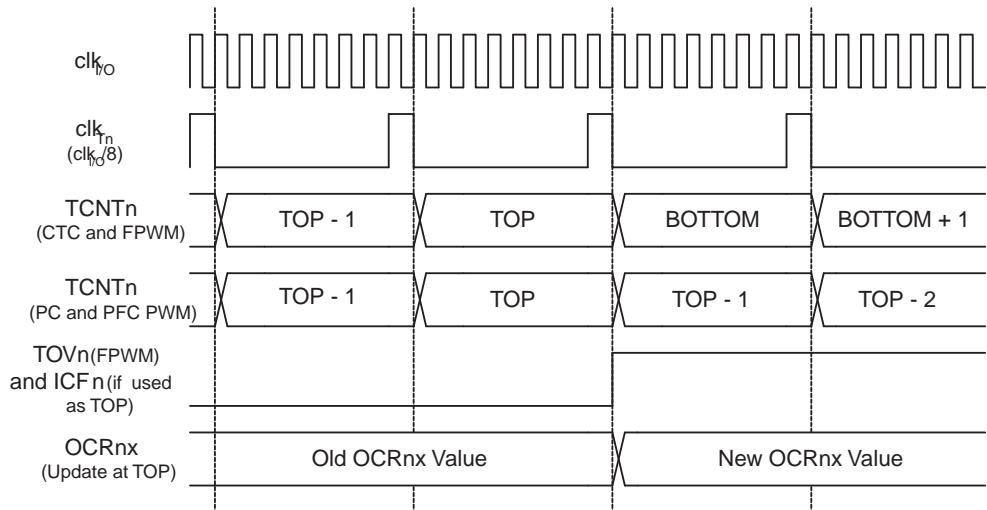 clkI/O
clkTn
(clkI/O/8)
TCNTn
(CTC and FPWM)
TOP - 1
TOP
BOTTOM
BOTTOM + 1
TCNTn
(PC and PFC PWM)
TOP - 1
TOP
TOP - 1
TOP - 2
TOVn(FPWM)
and ICFn(if used
as TOP)
OCRnx
(Update at TOP)
Old OCRnx Value
New OCRnx Value